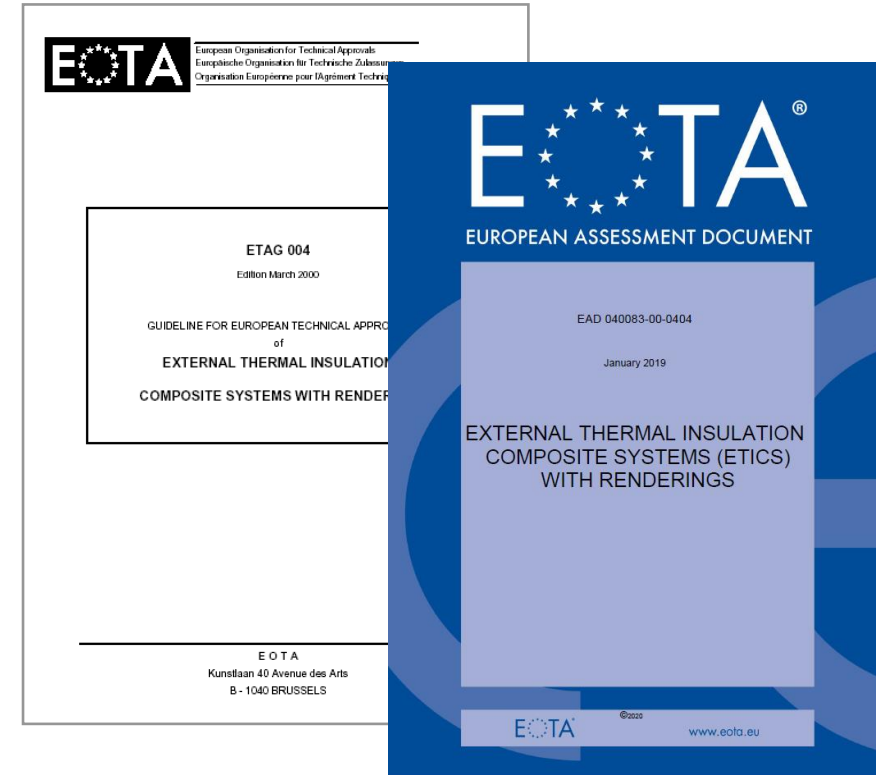 EOTA
European Organisation for Technical Approvals
Europäische Organisation für Technische
Organisation Européenne pour l'Agrément
ETAG 004
Edition March 2000
GUIDELINE FOR EUROPEAN TECHNICAL
of
EXTERNAL THERMAL INSULATION
COMPOSITE SYSTEMS WITH
E O T A
Kunstlaan 40 Avenue des Arts
B - 1040 BRUSSELS
EOTA®
EUROPEAN ASSESSMENT DOCUMENT
EAD 040083-00-0404
January 2019
EXTERNAL THERMAL INSULATION
COMPOSITE SYSTEMS (ETICS)
WITH RENDERINGS
©2020
EOTA
www.eota.eu